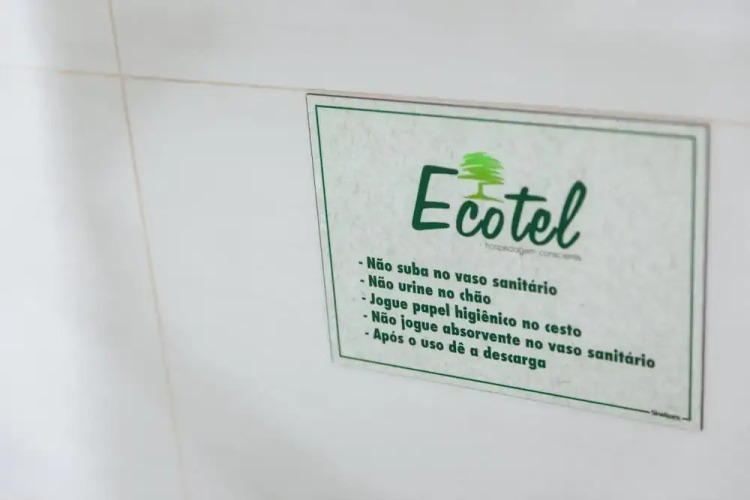 Ecotel
hospedagem consciente
- Não suba no vaso sanitário
- Não urine no chão
- Jogue papel higiênico no cesto
- Não jogue absorvente no vaso sanitário
- Após o uso dê a descarga